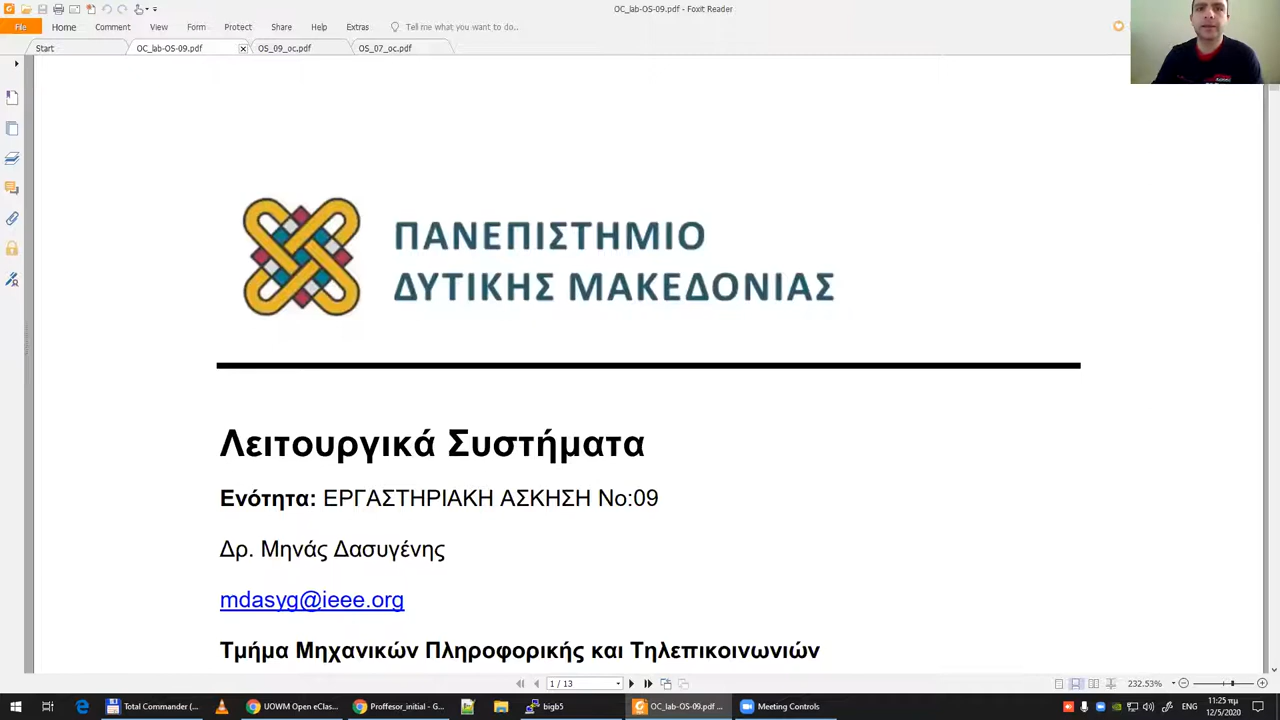 OC_lab-OS-09.pdf - Foxit Reader
File Home Comment View Form Protect Share Help Extras Tell me what you want to do..
Start OC_lab-OS-09.pdf OS_09_oc.pdf OS_07_oc.pdf
ΠΑΝΕΠΙΣΤΗΜΙΟ
ΔΥΤΙΚΗΣ ΜΑΚΕΔΟΝΙΑΣ
Λειτουργικά Συστήματα
Ενότητα: ΕΡΓΑΣΤΗΡΙΑΚΗ ΑΣΚΗΣΗ Νο:09
Δρ. Μηνάς Δασυγένης
mdasyg@ieee.org
Τμήμα Μηχανικών Πληροφορικής και Τηλεπικοινωνιών
1 / 13 232.53%
Total Commander (... UOWM Open eClas... Proffesor_initial - G... bigb5 OC_lab-OS-09.pdf ... Meeting Controls 11:25 πμ
12/5/2020